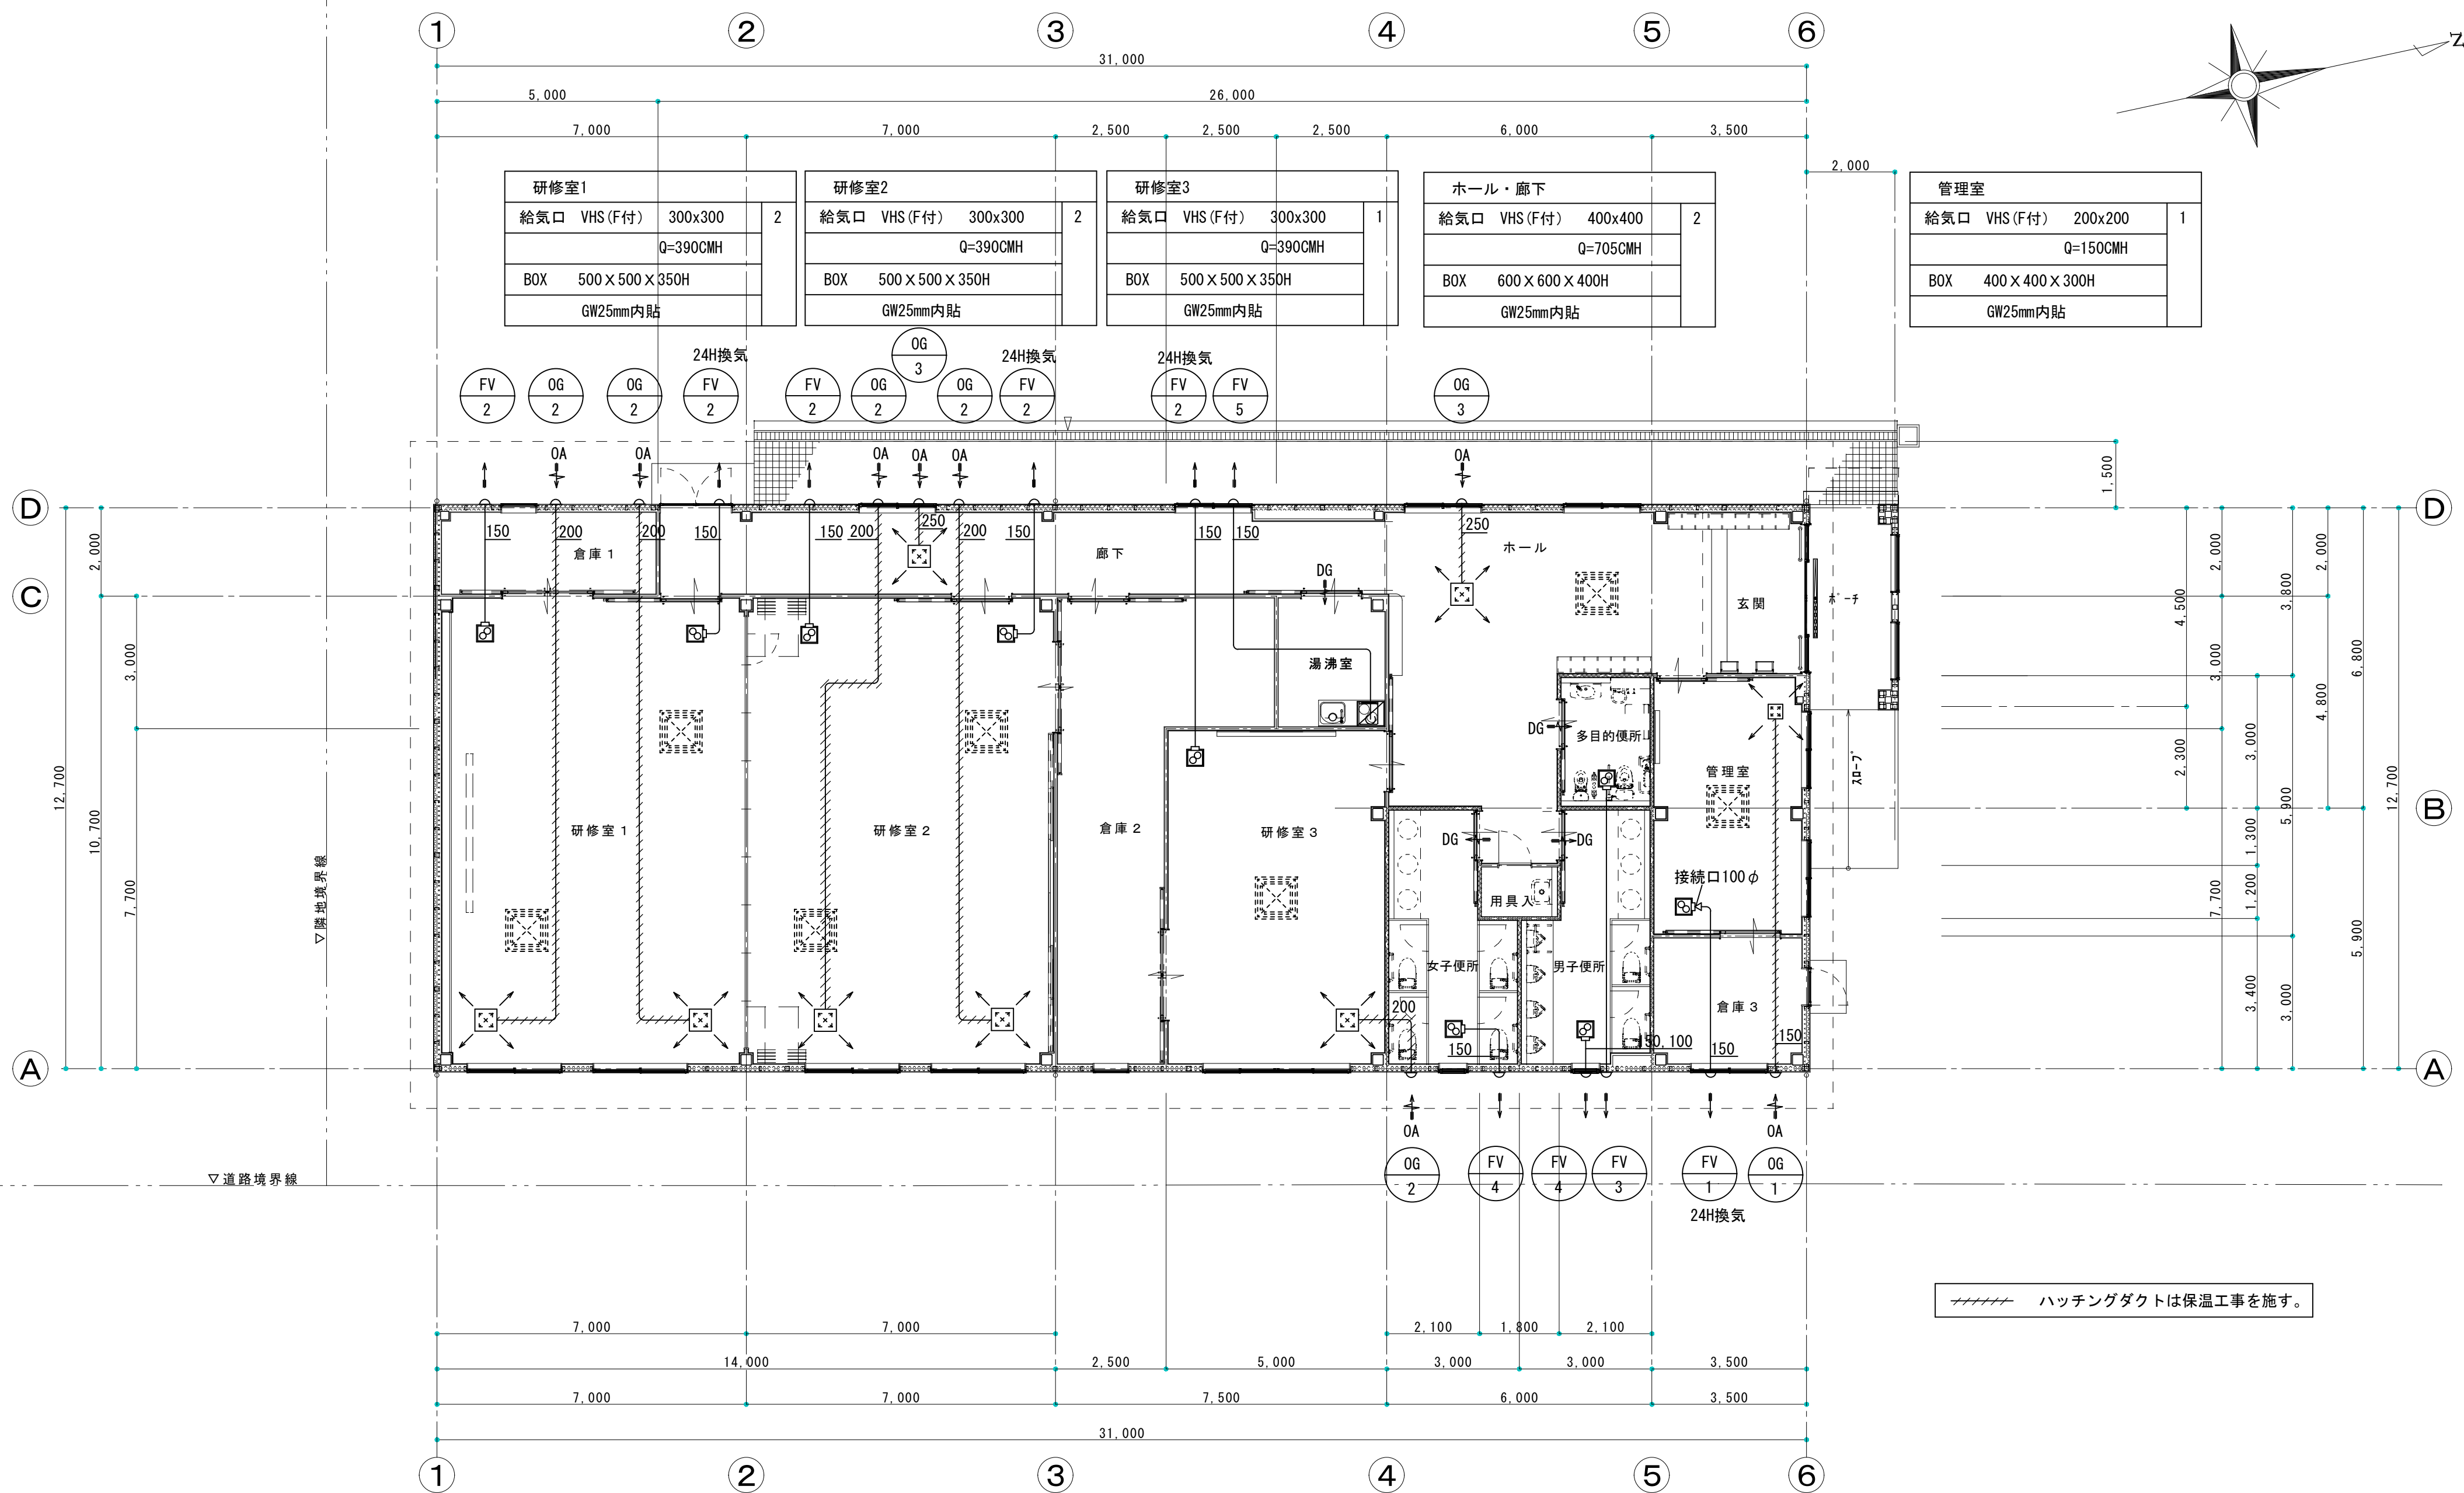 1 2 3 4 5 6
N
31,000
5,000 26,000
7,000 7,000 2,500 2,500 2,500 6,000 3,500
2,000
研修室1
給気口 VHS(F付) 300x300 2
Q=390CMH
BOX 500X500X350H
GW25mm内貼
研修室2
給気口 VHS(F付) 300x300 2
Q=390CMH
BOX 500X500X350H
GW25mm内貼
研修室3
給気口 VHS(F付) 300x300 1
Q=390CMH
BOX 500X500X350H
GW25mm内貼
ホール・廊下
給気口 VHS(F付) 400x400 2
Q=705CMH
BOX 600X600X400H
GW25mm内貼
管理室
給気口 VHS(F付) 200x200 1
Q=150CMH
BOX 400X400X300H
GW25mm内貼
24H換気 OG 3 24H換気 24H換気
FV 2 OG 2 OG 2 FV 2 FV 2 OG 2 OG 2 FV 2 FV 2 FV 5 OG 3
OA OA OA OA OA OA
1,500
D D
150 200 200 150 150 200 250 200 150 150 150 250
倉庫1 廊下 ホール
DG
C C
玄関 ポーチ
湯沸室
DG 多目的便所
管理室 スロープ
B B
研修室1 研修室2 倉庫2 研修室3
DG DG
用具入
接続口100φ
女子便所 男子便所
倉庫3
200 150 150,100 150 150
A A
12,700
2,000
10,700
3,000
7,700
▽隣地境界線
4,500
2,300
2,000
3,000
7,700
3,000
1,300
1,200
3,400
3,800
5,900
3,000
2,000
4,800
6,800
5,900
12,700
OA OA
OG 2 FV 4 FV 4 FV 3 FV 1 OG 1
24H換気
▽道路境界線
ハッチングダクトは保温工事を施す。
7,000 7,000 2,100 1,800 2,100
14,000 2,500 5,000 3,000 3,000 3,500
7,000 7,000 7,500 6,000 3,500
31,000
1 2 3 4 5 6